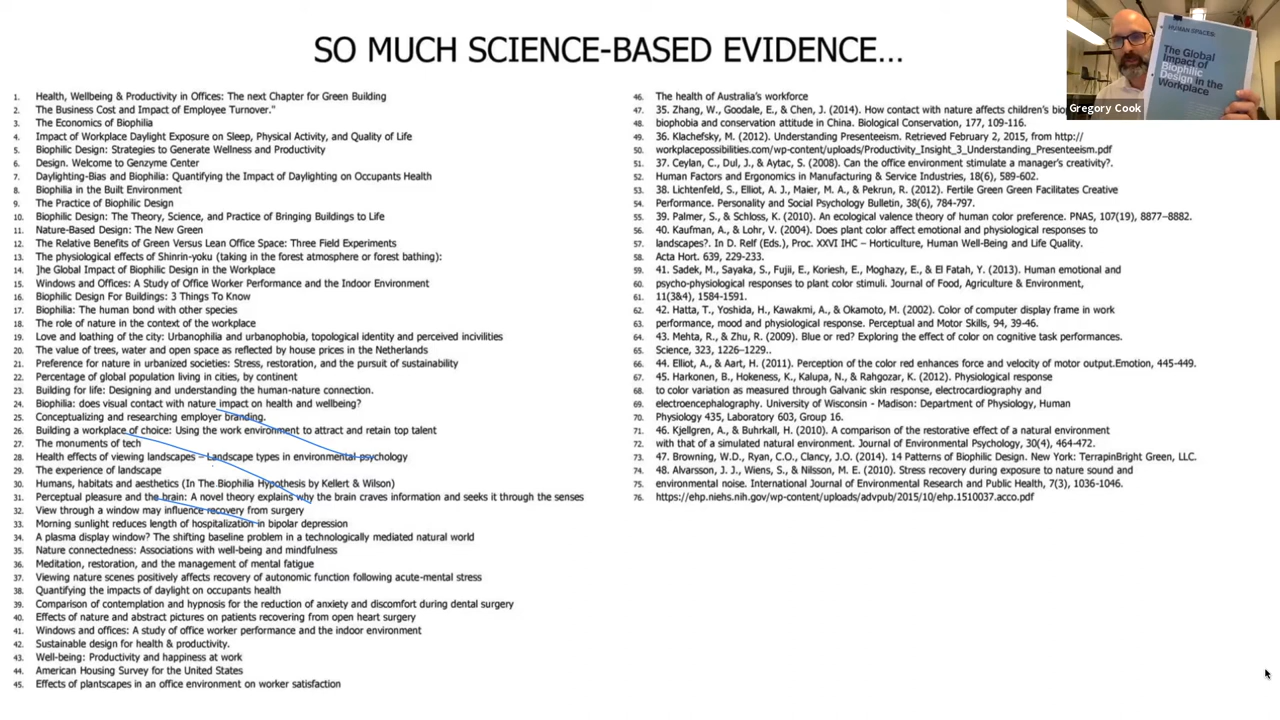 SO MUCH SCIENCE-BASED EVIDENCE...
1. Health, Wellbeing & Productivity in Offices: The next Chapter for Green Building
2. The Business Cost and Impact of Employee Turnover."
3. The Economics of Biophilia
4. Impact of Workplace Daylight Exposure on Sleep, Physical Activity, and Quality of Life
5. Biophilic Design: Strategies to Generate Wellness and Productivity
6. Design. Welcome to Genzyme Center
7. Daylighting-Bias and Biophilia: Quantifying the Impact of Daylighting on Occupants Health
8. Biophilia in the Built Environment
9. The Practice of Biophilic Design
10. Biophilic Design: The Theory, Science, and Practice of Bringing Buildings to Life
11. Nature-Based Design: The New Green
12. The Relative Benefits of Green Versus Lean Office Space: Three Field Experiments
13. The physiological effects of Shinrin-yoku (taking in the forest atmosphere or forest bathing):
14. ]he Global Impact of Biophilic Design in the Workplace
15. Windows and Offices: A Study of Office Worker Performance and the Indoor Environment
16. Biophilic Design For Buildings: 3 Things To Know
17. Biophilia: The human bond with other species
18. The role of nature in the context of the workplace
19. Love and loathing of the city: Urbanophilia and urbanophobia, topological identity and perceived incivilities
20. The value of trees, water and open space as reflected by house prices in the Netherlands
21. Preference for nature in urbanized societies: Stress, restoration, and the pursuit of sustainability
22. Percentage of global population living in cities, by continent
23. Building for life: Designing and understanding the human-nature connection.
24. Biophilia: does visual contact with nature impact on health and wellbeing?
25. Conceptualizing and researching employer branding.
26. Building a workplace of choice: Using the work environment to attract and retain top talent
27. The monuments of tech
28. Health effects of viewing landscapes – Landscape types in environmental psychology
29. The experience of landscape
30. Humans, habitats and aesthetics (In The Biophilia Hypothesis by Kellert & Wilson)
31. Perceptual pleasure and the brain: A novel theory explains why the brain craves information and seeks it through the senses
32. View through a window may influence recovery from surgery
33. Morning sunlight reduces length of hospitalization in bipolar depression
34. A plasma display window? The shifting baseline problem in a technologically mediated natural world
35. Nature connectedness: Associations with well-being and mindfulness
36. Meditation, restoration, and the management of mental fatigue
37. Viewing nature scenes positively affects recovery of autonomic function following acute-mental stress
38. Quantifying the impacts of daylight on occupants health
39. Comparison of contemplation and hypnosis for the reduction of anxiety and discomfort during dental surgery
40. Effects of nature and abstract pictures on patients recovering from open heart surgery
41. Windows and offices: A study of office worker performance and the indoor environment
42. Sustainable design for health & productivity.
43. Well-being: Productivity and happiness at work
44. American Housing Survey for the United States
45. Effects of plantscapes in an office environment on worker satisfaction
46. The health of Australia's workforce
47. 35. Zhang, W., Goodale, E., & Chen, J. (2014). How contact with nature affects children's
48. biophobia and conservation attitude in China. Biological Conservation, 177, 109-116.
49. 36. Klachefsky, M. (2012). Understanding Presenteeism. Retrieved February 2, 2015, from http://
50. workplacepossibilities.com/wp-content/uploads/Productivity_Insight_3_Understanding_Presenteeism.pdf
51. 37. Ceylan, C., Dul, J., & Aytac, S. (2008). Can the office environment stimulate a manager's creativity?.
52. Human Factors and Ergonomics in Manufacturing & Service Industries, 18(6), 589-602.
53. 38. Lichtenfeld, S., Elliot, A. J., Maier, M. A., & Pekrun, R. (2012). Fertile Green Green Facilitates Creative
54. Performance. Personality and Social Psychology Bulletin, 38(6), 784-797.
55. 39. Palmer, S., & Schloss, K. (2010). An ecological valence theory of human color preference. PNAS, 107(19), 8877–8882.
56. 40. Kaufman, A., & Lohr, V. (2004). Does plant color affect emotional and physiological responses to
57. landscapes?. In D. Relf (Eds.), Proc. XXVI IHC – Horticulture, Human Well-Being and Life Quality.
58. Acta Hort. 639, 229-233.
59. 41. Sadek, M., Sayaka, S., Fujii, E., Koriesh, E., Moghazy, E., & El Fatah, Y. (2013). Human emotional and
60. psycho-physiological responses to plant color stimuli. Journal of Food, Agriculture & Environment,
61. 11(3&4), 1584-1591.
62. 42. Hatta, T., Yoshida, H., Kawakmi, A., & Okamoto, M. (2002). Color of computer display frame in work
63. performance, mood and physiological response. Perceptual and Motor Skills, 94, 39-46.
64. 43. Mehta, R., & Zhu, R. (2009). Blue or red? Exploring the effect of color on cognitive task performances.
65. Science, 323, 1226–1229..
66. 44. Elliot, A., & Aart, H. (2011). Perception of the color red enhances force and velocity of motor output.Emotion, 445-449.
67. 45. Harkonen, B., Hokeness, K., Kalupa, N., & Rahgozar, K. (2012). Physiological response
68. to color variation as measured through Galvanic skin response, electrocardiography and
69. electroencephalography. University of Wisconsin - Madison: Department of Physiology, Human
70. Physiology 435, Laboratory 603, Group 16.
71. 46. Kjellgren, A., & Buhrkall, H. (2010). A comparison of the restorative effect of a natural environment
72. with that of a simulated natural environment. Journal of Environmental Psychology, 30(4), 464-472.
73. 47. Browning, W.D., Ryan, C.O., Clancy, J.O. (2014). 14 Patterns of Biophilic Design. New York: TerrapinBright Green, LLC.
74. 48. Alvarsson, J. J., Wiens, S., & Nilsson, M. E. (2010). Stress recovery during exposure to nature sound and
75. environmental noise. International Journal of Environmental Research and Public Health, 7(3), 1036-1046.
76. https://ehp.niehs.nih.gov/wp-content/uploads/advpub/2015/10/ehp.1510037.acco.pdf
HUMAN SPACES
The Global
Impact of
Biophilic
Design in the
Workplace
Gregory Cook